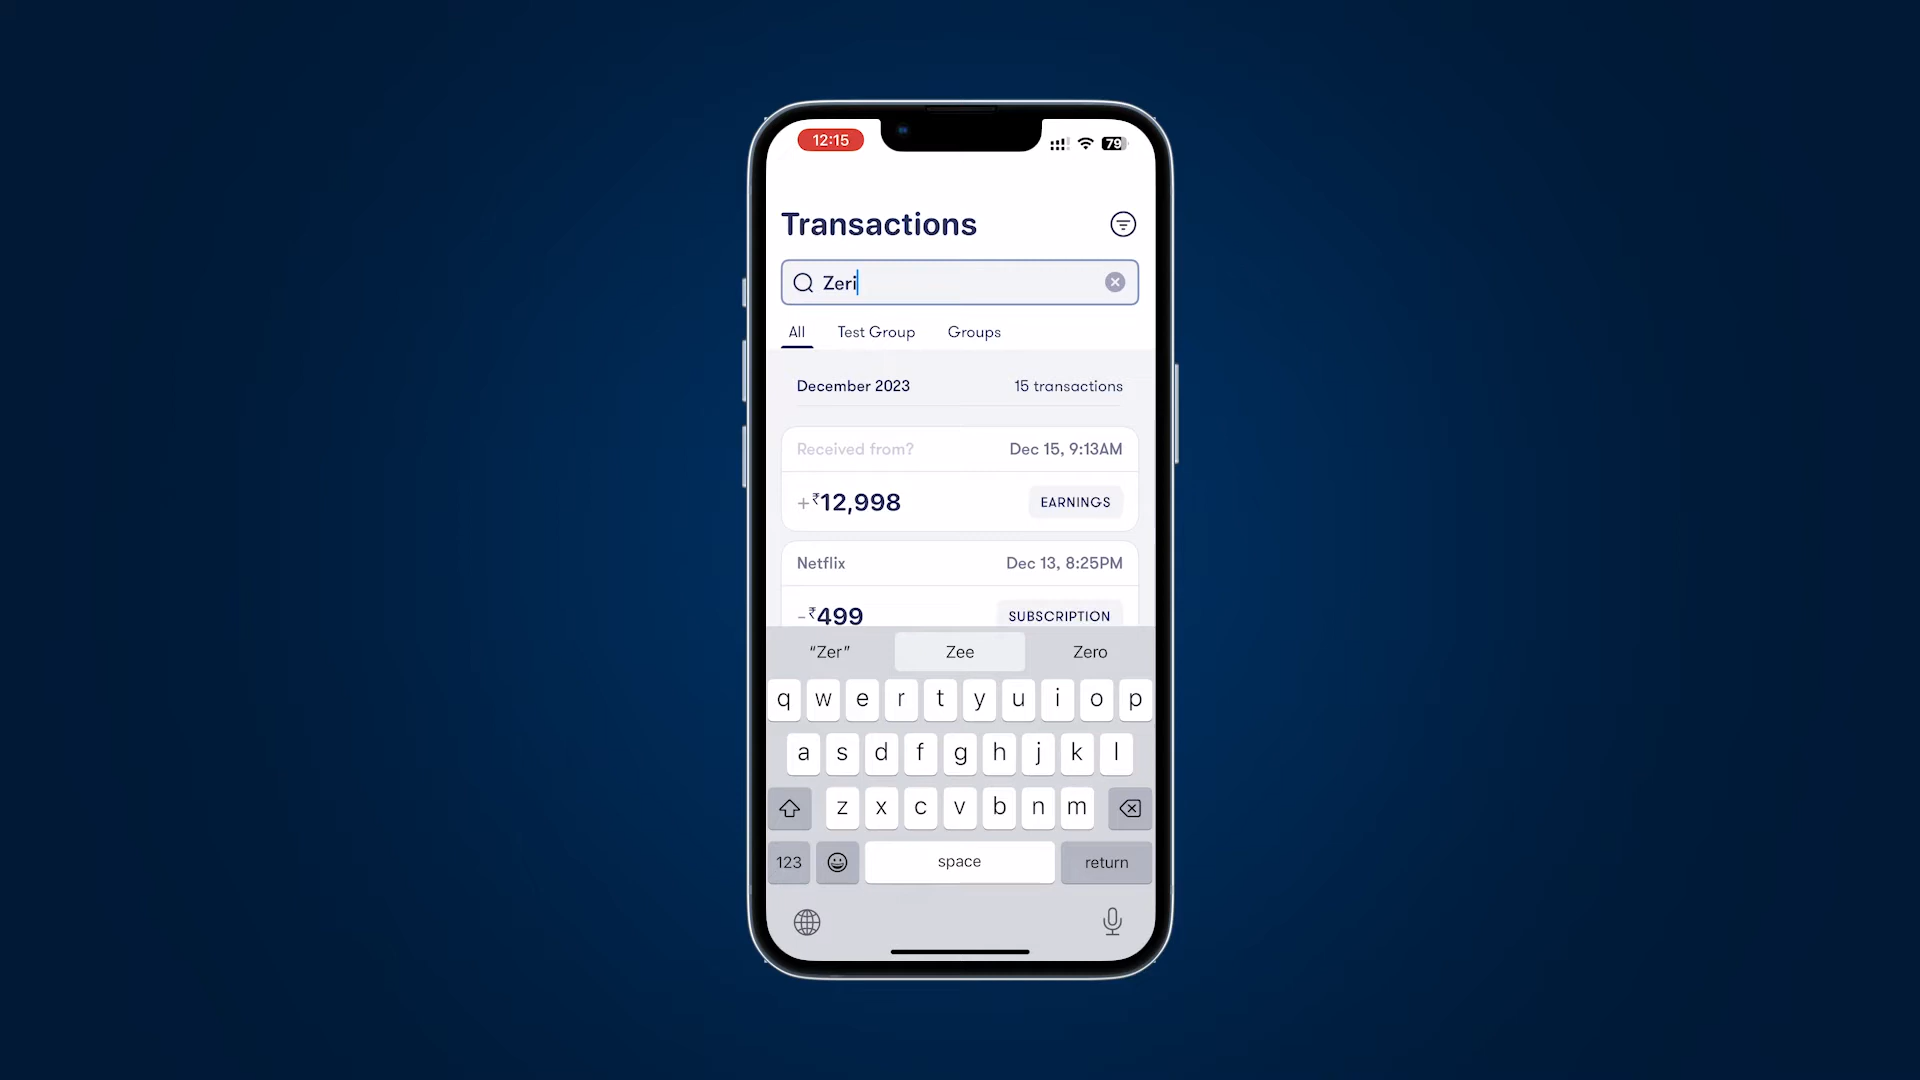 12:15
79
Transactions
Zeri
All Test Group Groups
December 2023 15 transactions
Received from? Dec 15, 9:13AM
+₹12,998 EARNINGS
Netflix Dec 13, 8:25PM
-₹499 SUBSCRIPTION
“Zer” Zee Zero
q w e r t y u i o p
a s d f g h j k l
z x c v b n m
123 space return